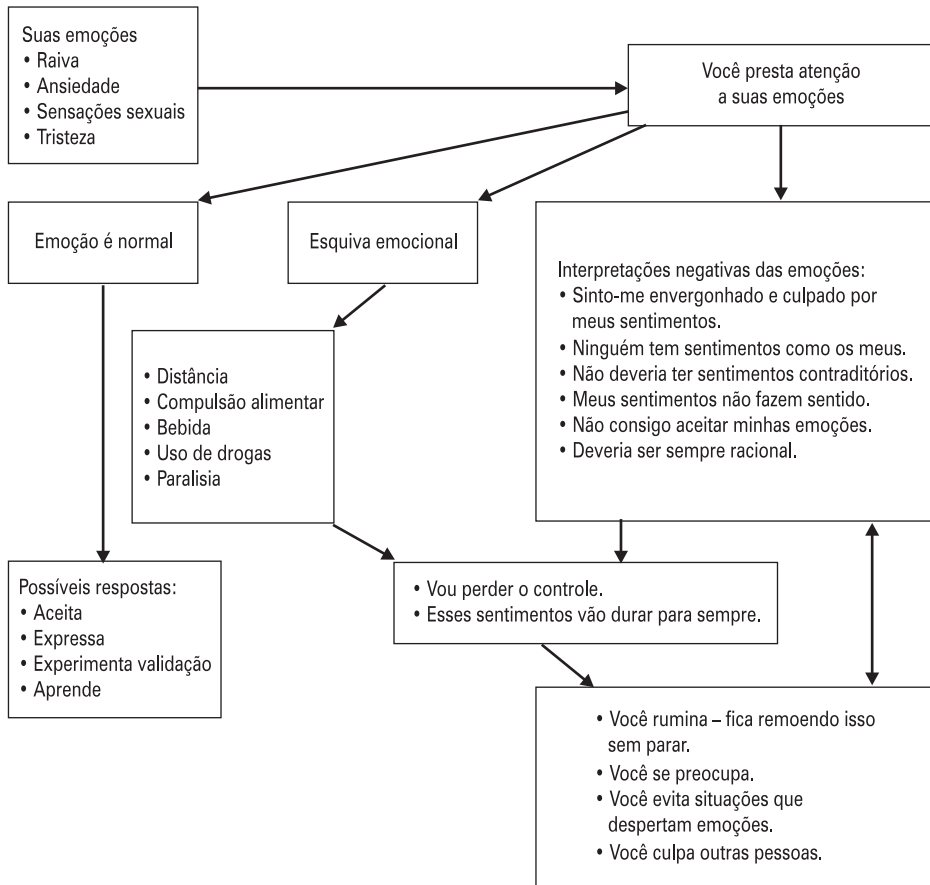 Suas emoções
• Raiva
• Ansiedade
• Sensações sexuais
• Tristeza
Você presta atenção
a suas emoções
Emoção é normal
Esquiva emocional
Interpretações negativas das emoções:
• Sinto-me envergonhado e culpado por
meus sentimentos.
• Ninguém tem sentimentos como os meus.
• Não deveria ter sentimentos contraditórios.
• Meus sentimentos não fazem sentido.
• Não consigo aceitar minhas emoções.
• Deveria ser sempre racional.
• Distância
• Compulsão alimentar
• Bebida
• Uso de drogas
• Paralisia
Possíveis respostas:
• Aceita
• Expressa
• Experimenta validação
• Aprende
• Vou perder o controle.
• Esses sentimentos vão durar para sempre.
• Você rumina – fica remoendo isso
sem parar.
• Você se preocupa.
• Você evita situações que
despertam emoções.
• Você culpa outras pessoas.